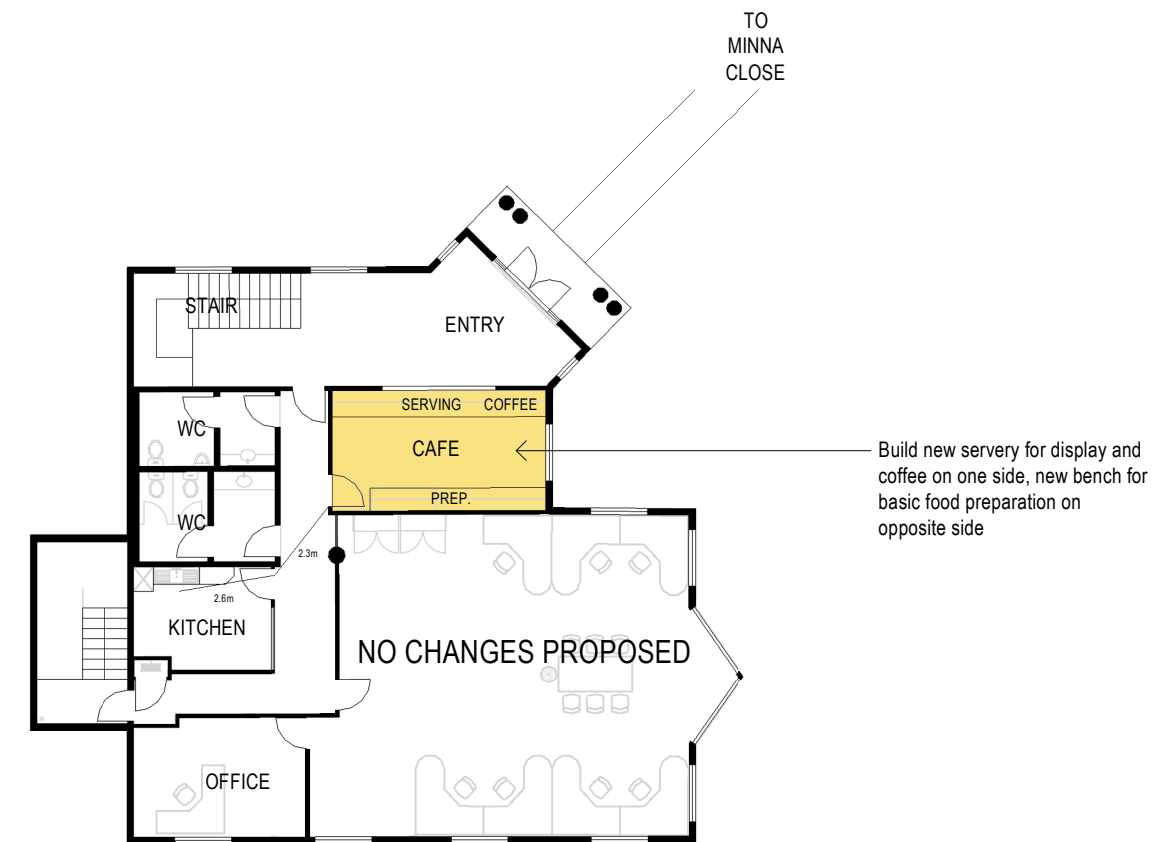 TO
MINNA
CLOSE
STAIR
ENTRY
SERVING COFFEE
WC
CAFE
Build new servery for display and
coffee on one side, new bench for
basic food preparation on
opposite side
PREP.
WC
2.3m
2.6m
KITCHEN
NO CHANGES PROPOSED
OFFICE